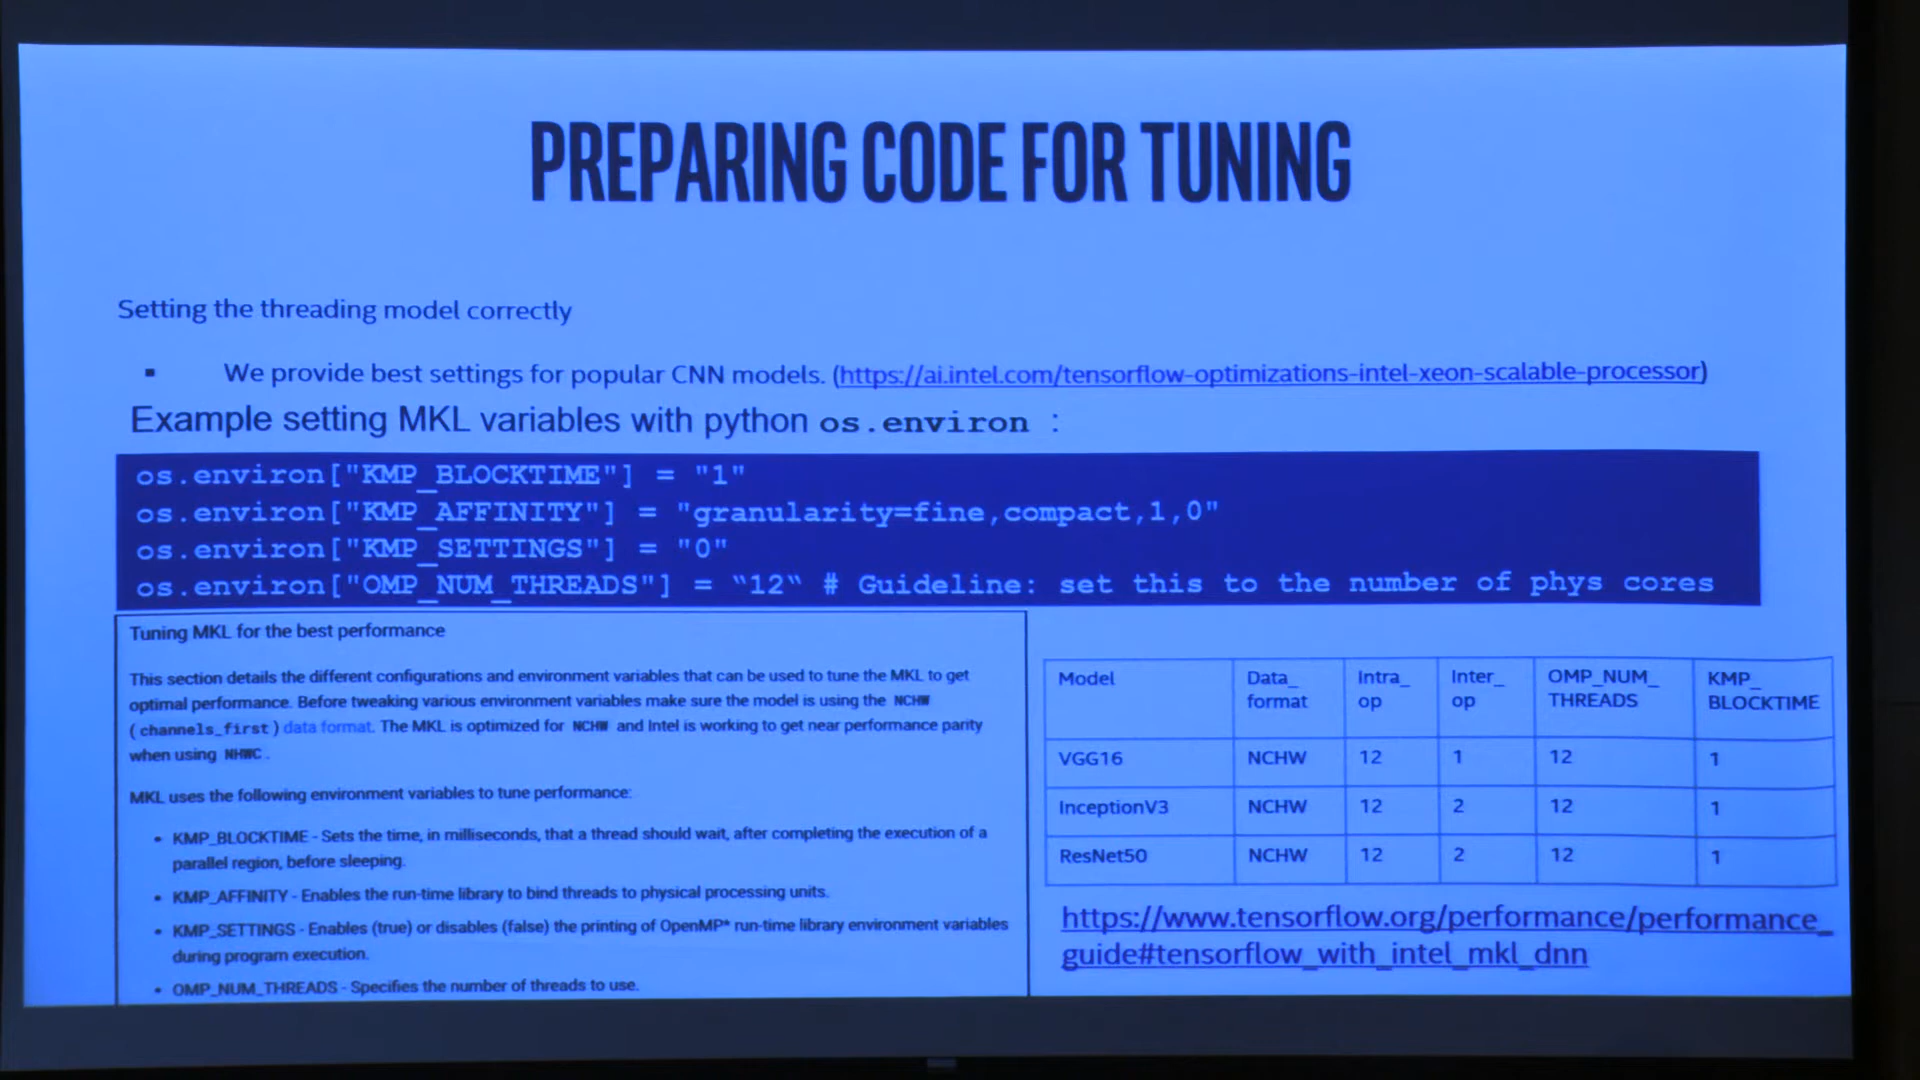 PREPARING CODE FOR TUNING
Setting the threading model correctly
▪ We provide best settings for popular CNN models. (https://ai.intel.com/tensorflow-optimizations-intel-xeon-scalable-processor)
Example setting MKL variables with python os.environ :
os.environ["KMP_BLOCKTIME"] = "1"
os.environ["KMP_AFFINITY"] = "granularity=fine,compact,1,0"
os.environ["KMP_SETTINGS"] = "0"
os.environ["OMP_NUM_THREADS"] = “12“ # Guideline: set this to the number of phys cores
Tuning MKL for the best performance
This section details the different configurations and environment variables that can be used to tune the MKL to get
optimal performance. Before tweaking various environment variables make sure the model is using the NCHW
(channels_first) data format. The MKL is optimized for NCHW and Intel is working to get near performance parity
when using NHWC.
MKL uses the following environment variables to tune performance:
• KMP_BLOCKTIME - Sets the time, in milliseconds, that a thread should wait, after completing the execution of a
parallel region, before sleeping.
• KMP_AFFINITY - Enables the run-time library to bind threads to physical processing units.
• KMP_SETTINGS - Enables (true) or disables (false) the printing of OpenMP* run-time library environment variables
during program execution.
• OMP_NUM_THREADS - Specifies the number of threads to use.
Model Data_ Intra_ Inter_ OMP_NUM_ KMP_
format op op THREADS BLOCKTIME
VGG16 NCHW 12 1 12 1
InceptionV3 NCHW 12 2 12 1
ResNet50 NCHW 12 2 12 1
https://www.tensorflow.org/performance/performance_
guide#tensorflow_with_intel_mkl_dnn